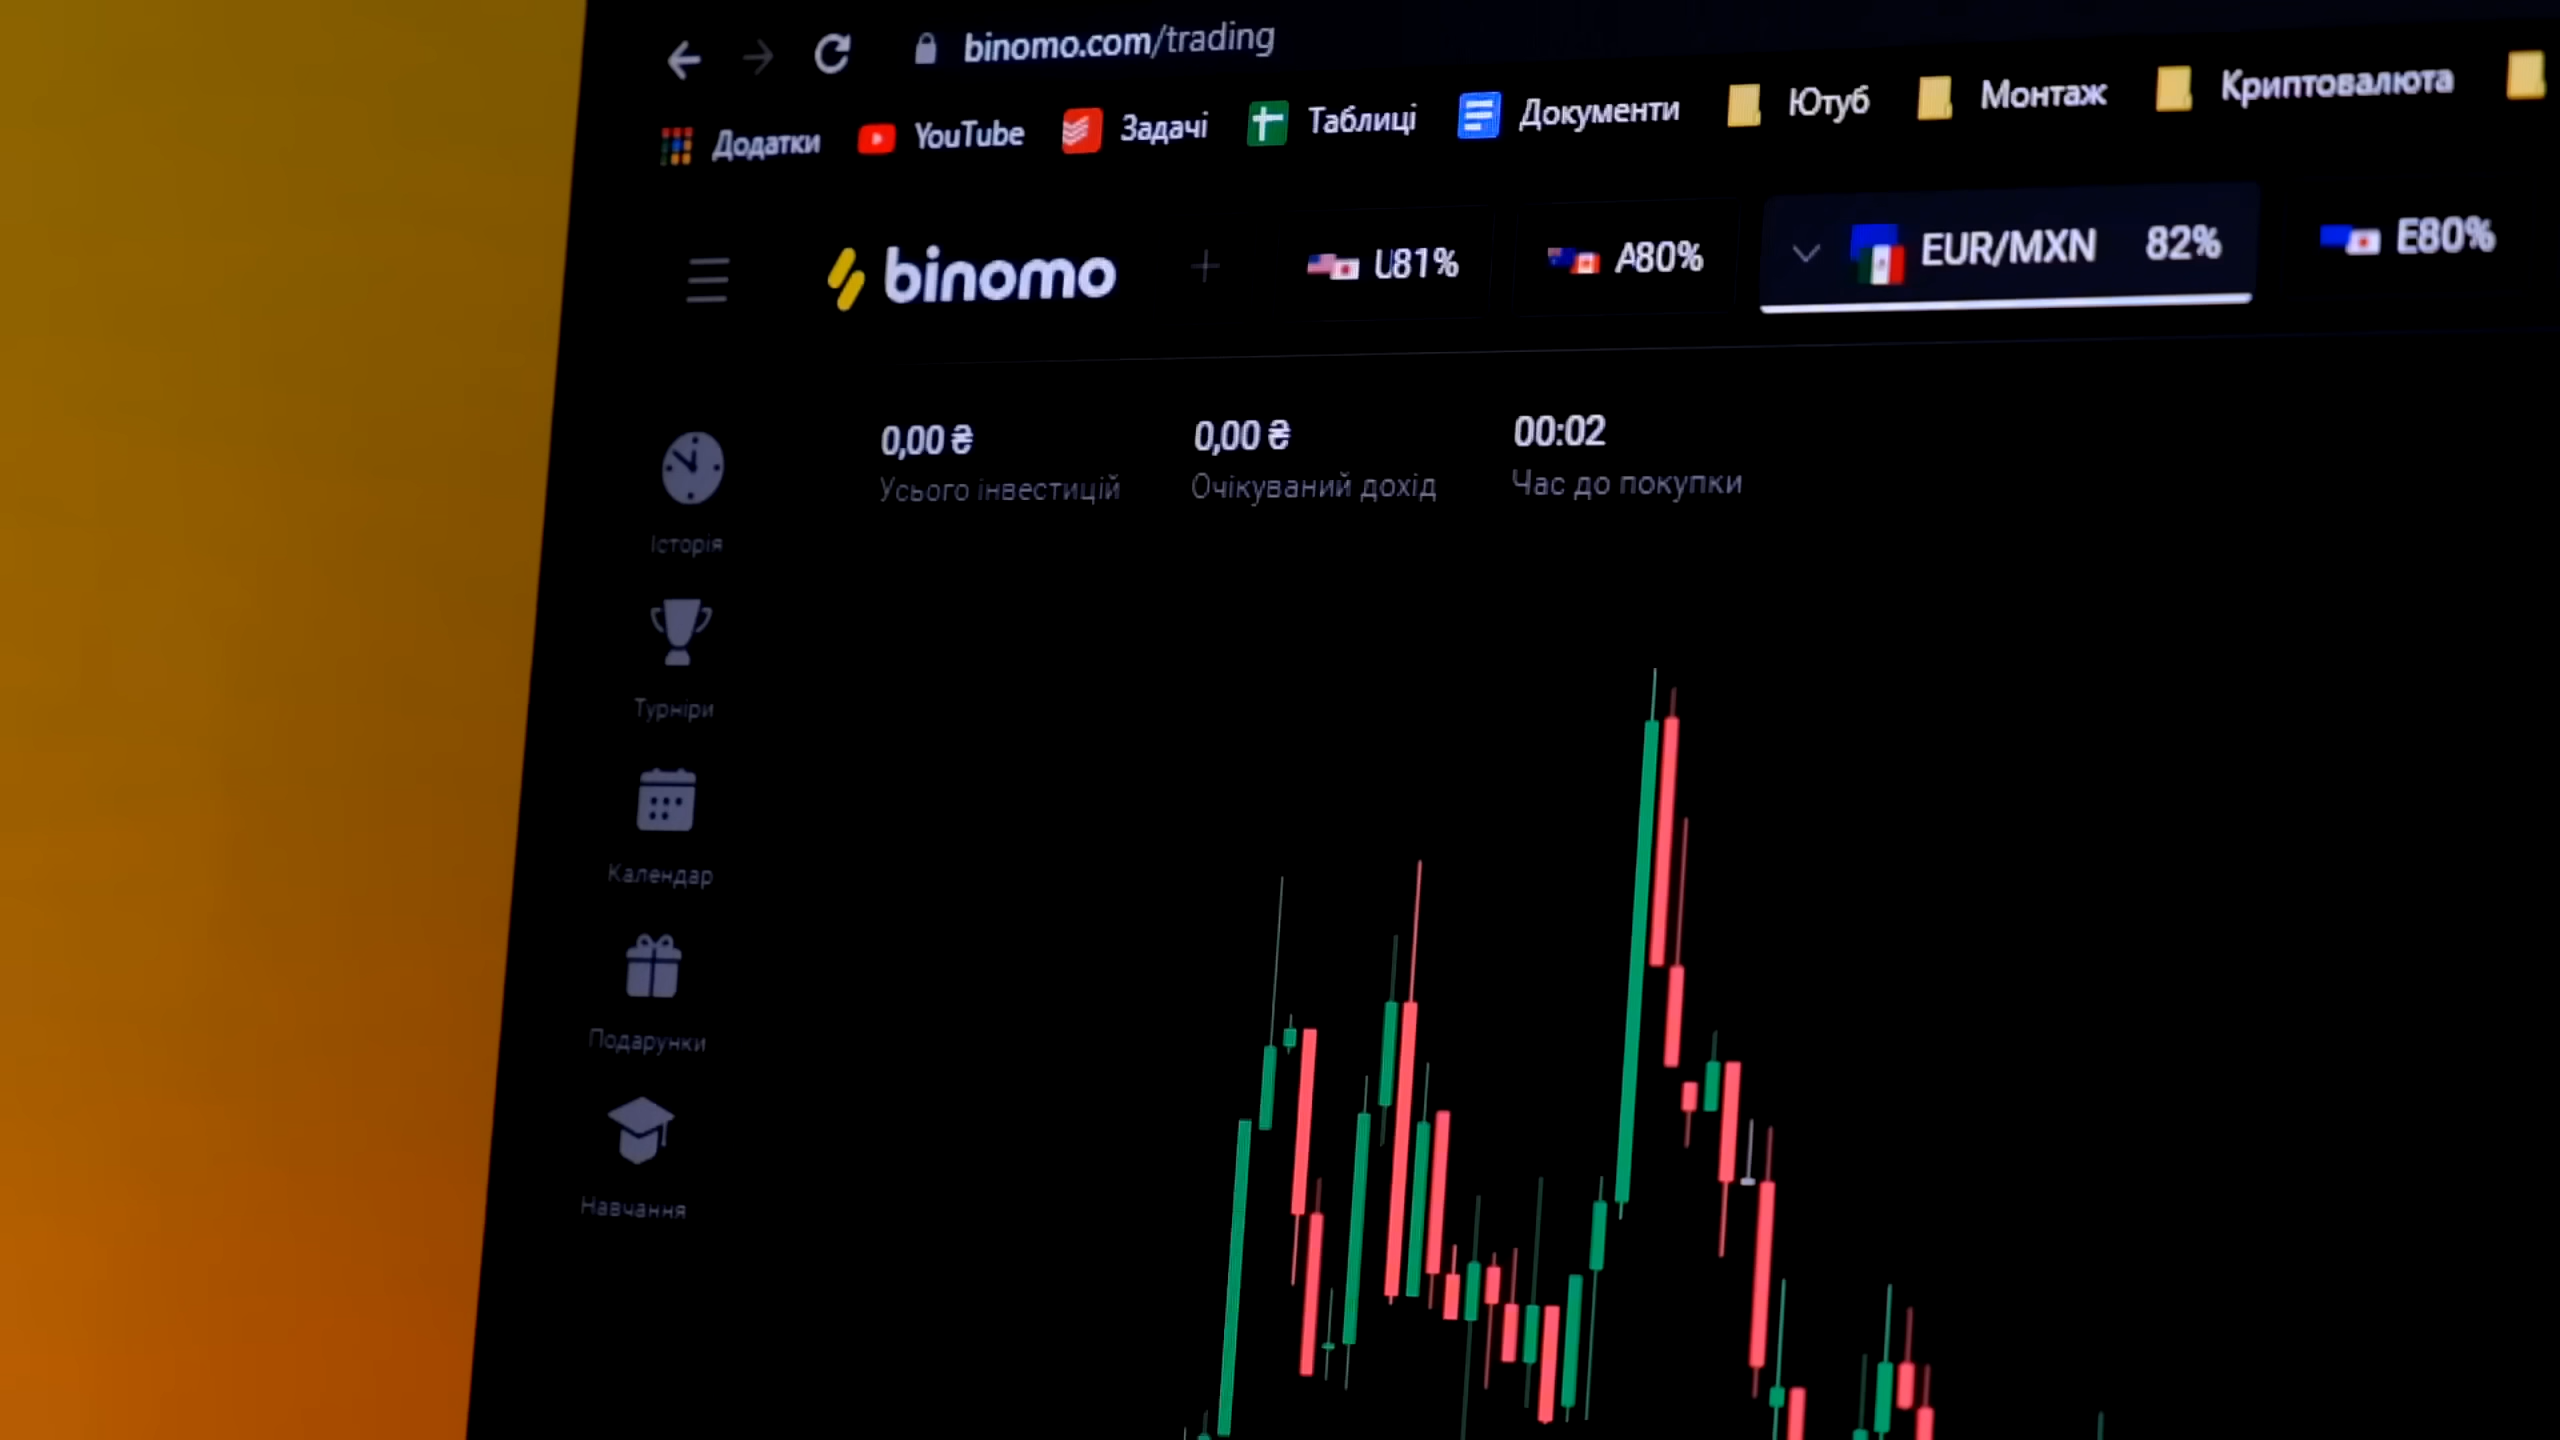 binomo.com/trading
Додатки YouTube Задачі Таблиці Документи Ютуб Монтаж Криптовалюта
binomo + U81% A80% EUR/MXN 82% E80%
0,00 ₴ 0,00 ₴ 00:02
Усього інвестицій Очікуваний дохід Час до покупки
Історія
Турніри
Календар
Подарунки
Навчання